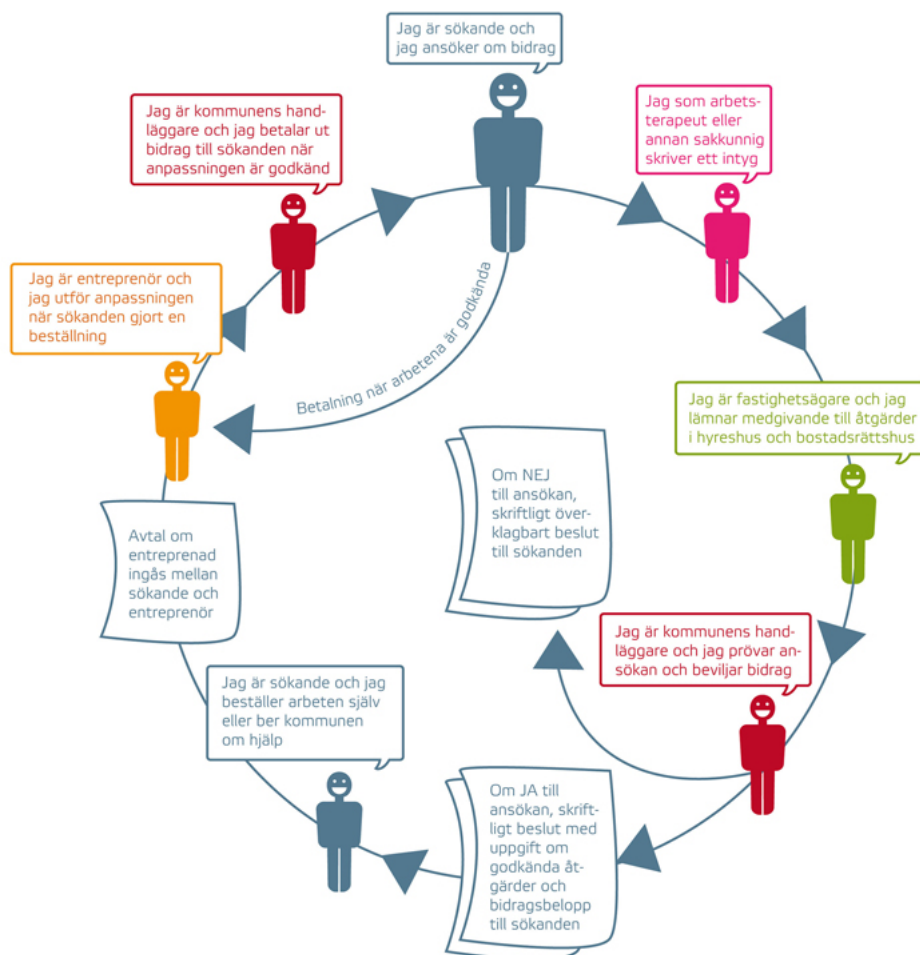 Jag är sökande och
jag ansöker om bidrag
Jag är kommunens hand-
läggare och jag betalar ut
bidrag till sökanden när
anpassningen är godkänd
Jag som arbets-
terapeut eller
annan sakkunnig
skriver ett intyg
Jag är entreprenör och
jag utför anpassningen
när sökanden gjort en
beställning
Betalning när arbetena är godkända
Jag är fastighetsägare och jag
lämnar medgivande till åtgärder
i hyreshus och bostadsrättshus
Om NEJ
till ansökan,
skriftligt över-
klagbart beslut
till sökanden
Avtal om
entreprenad
ingås mellan
sökande och
entreprenör
Jag är kommunens hand-
läggare och jag prövar an-
sökan och beviljar bidrag
Jag är sökande och jag
beställer arbeten själv
eller ber kommunen
om hjälp
Om JA till
ansökan, skrift-
ligt beslut med
uppgift om
godkända åt-
gärder och
bidragsbelopp
till sökanden